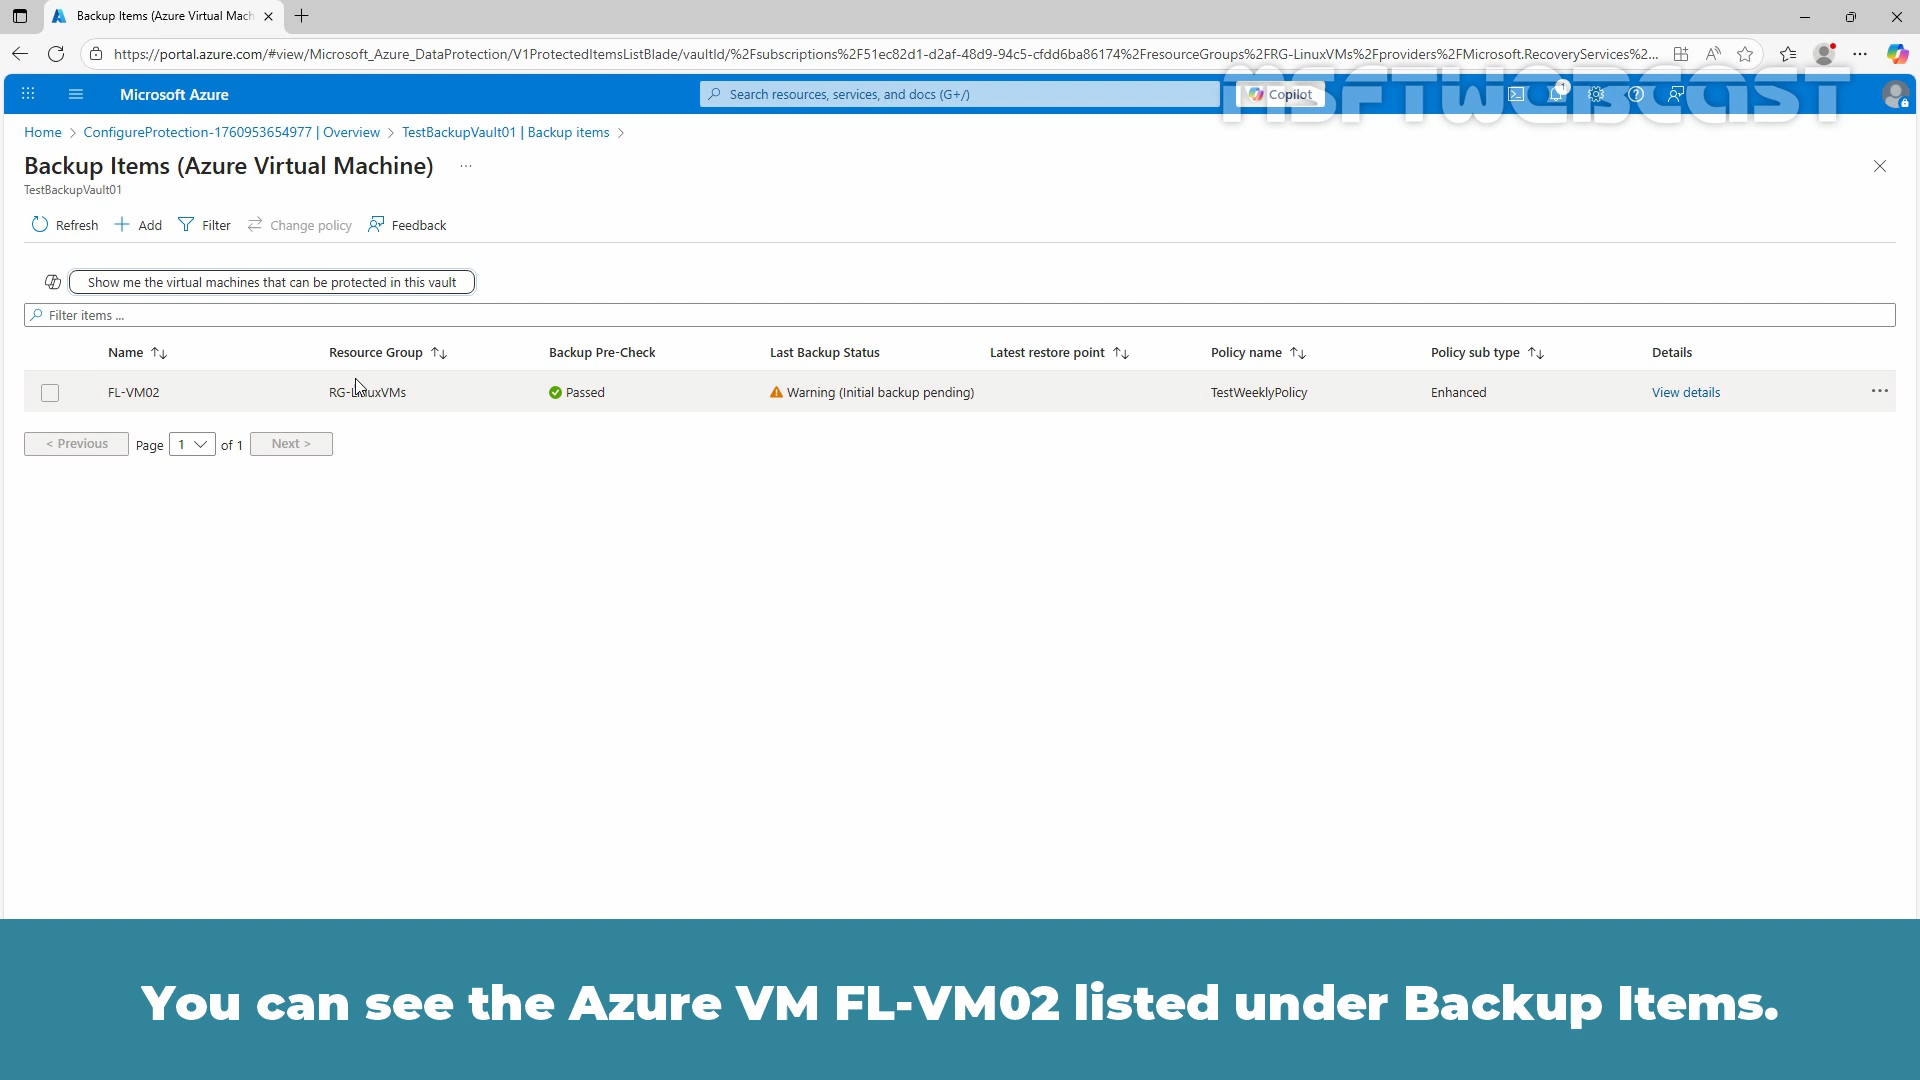 Backup Items (Azure Virtual Mach
https://portal.azure.com/#view/Microsoft_Azure_DataProtection/V1ProtectedItemsListBlade/vaultId/%2Fsubscriptions%2F51ec82d1-d2af-48d9-94c5-cfdd6ba86174%2FresourceGroups%2FRG-LinuxVMs%2Fproviders%2FMicrosoft.RecoveryServices%2...
Microsoft Azure
Search resources, services, and docs (G+/)
Copilot
1
MSFTWEBCAST
Home > ConfigureProtection-1760953654977 | Overview > TestBackupVault01 | Backup items >
Backup Items (Azure Virtual Machine) ...
TestBackupVault01
Refresh Add Filter Change policy Feedback
Show me the virtual machines that can be protected in this vault
Filter items ...
Name Resource Group Backup Pre-Check Last Backup Status Latest restore point Policy name Policy sub type Details
FL-VM02 RG-LinuxVMs Passed Warning (Initial backup pending) TestWeeklyPolicy Enhanced View details ...
< Previous Page 1 of 1 Next >
You can see the Azure VM FL-VM02 listed under Backup Items.